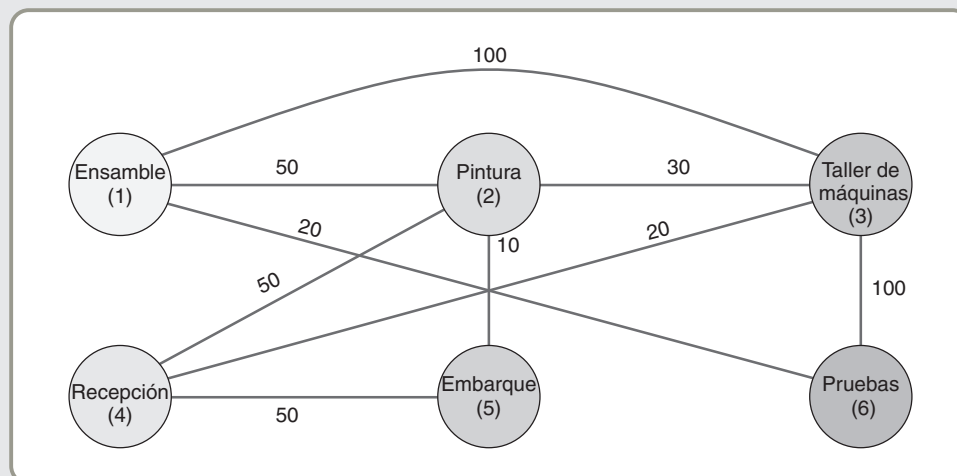 100
Ensamble
(1)
50
Pintura
(2)
30
Taller de
máquinas
(3)
20
20
10
50
100
Recepción
(4)
50
Embarque
(5)
Pruebas
(6)